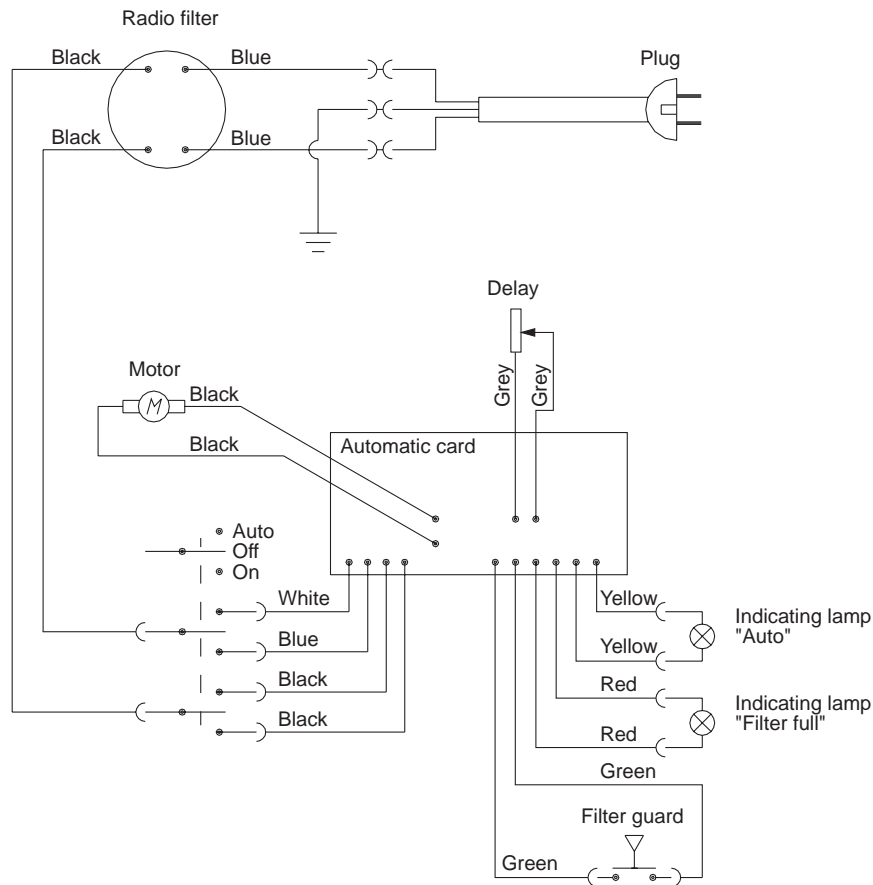 Radio filter
Black
Blue
Plug
Black
Blue
Delay
Grey
Grey
Motor
Black
Black
Automatic card
Auto
Off
On
White
Blue
Black
Black
Yellow
Yellow
Indicating lamp
"Auto"
Red
Red
Indicating lamp
"Filter full"
Green
Filter guard
Green
M